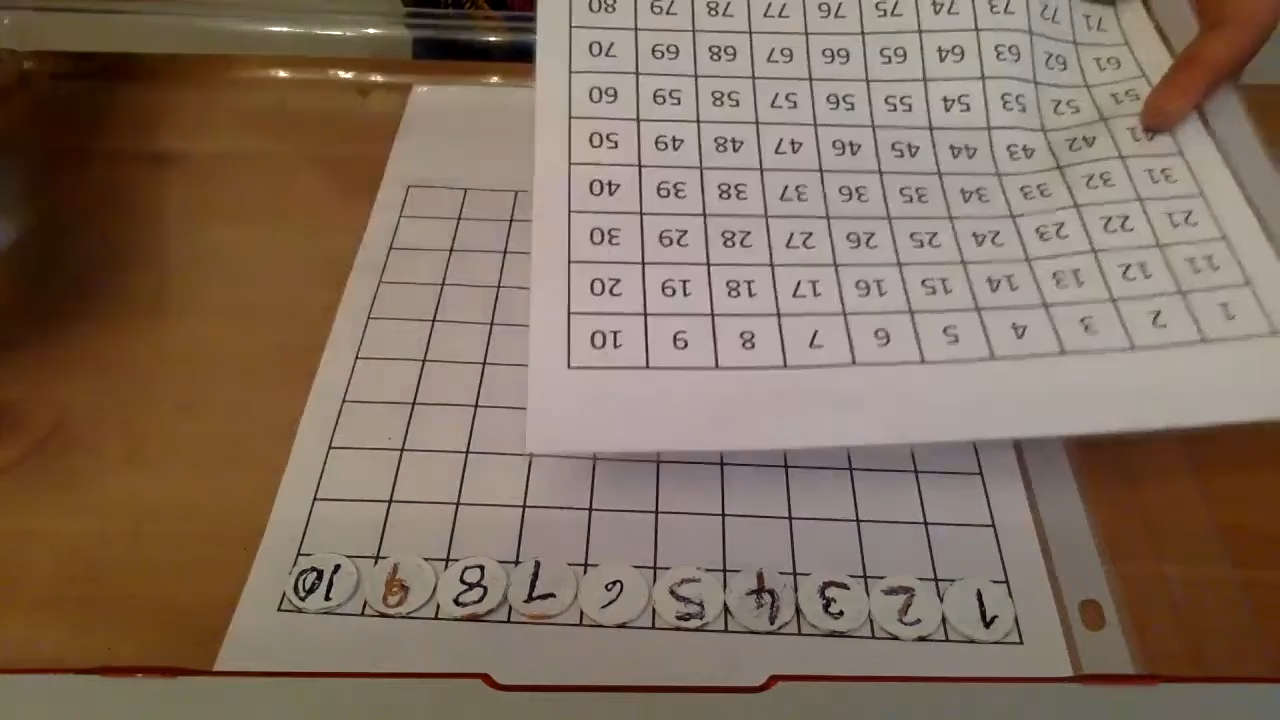 1 2 3 4 5 6 7 8 9 10
11 12 13 14 15 16 17 18 19 20
21 22 23 24 25 26 27 28 29 30
31 32 33 34 35 36 37 38 39 40
41 42 43 44 45 46 47 48 49 50
51 52 53 54 55 56 57 58 59 60
61 62 63 64 65 66 67 68 69 70
71 72 73 74 75 76 77 78 79 80
1 2 3 4 5 6 7 8 9 10